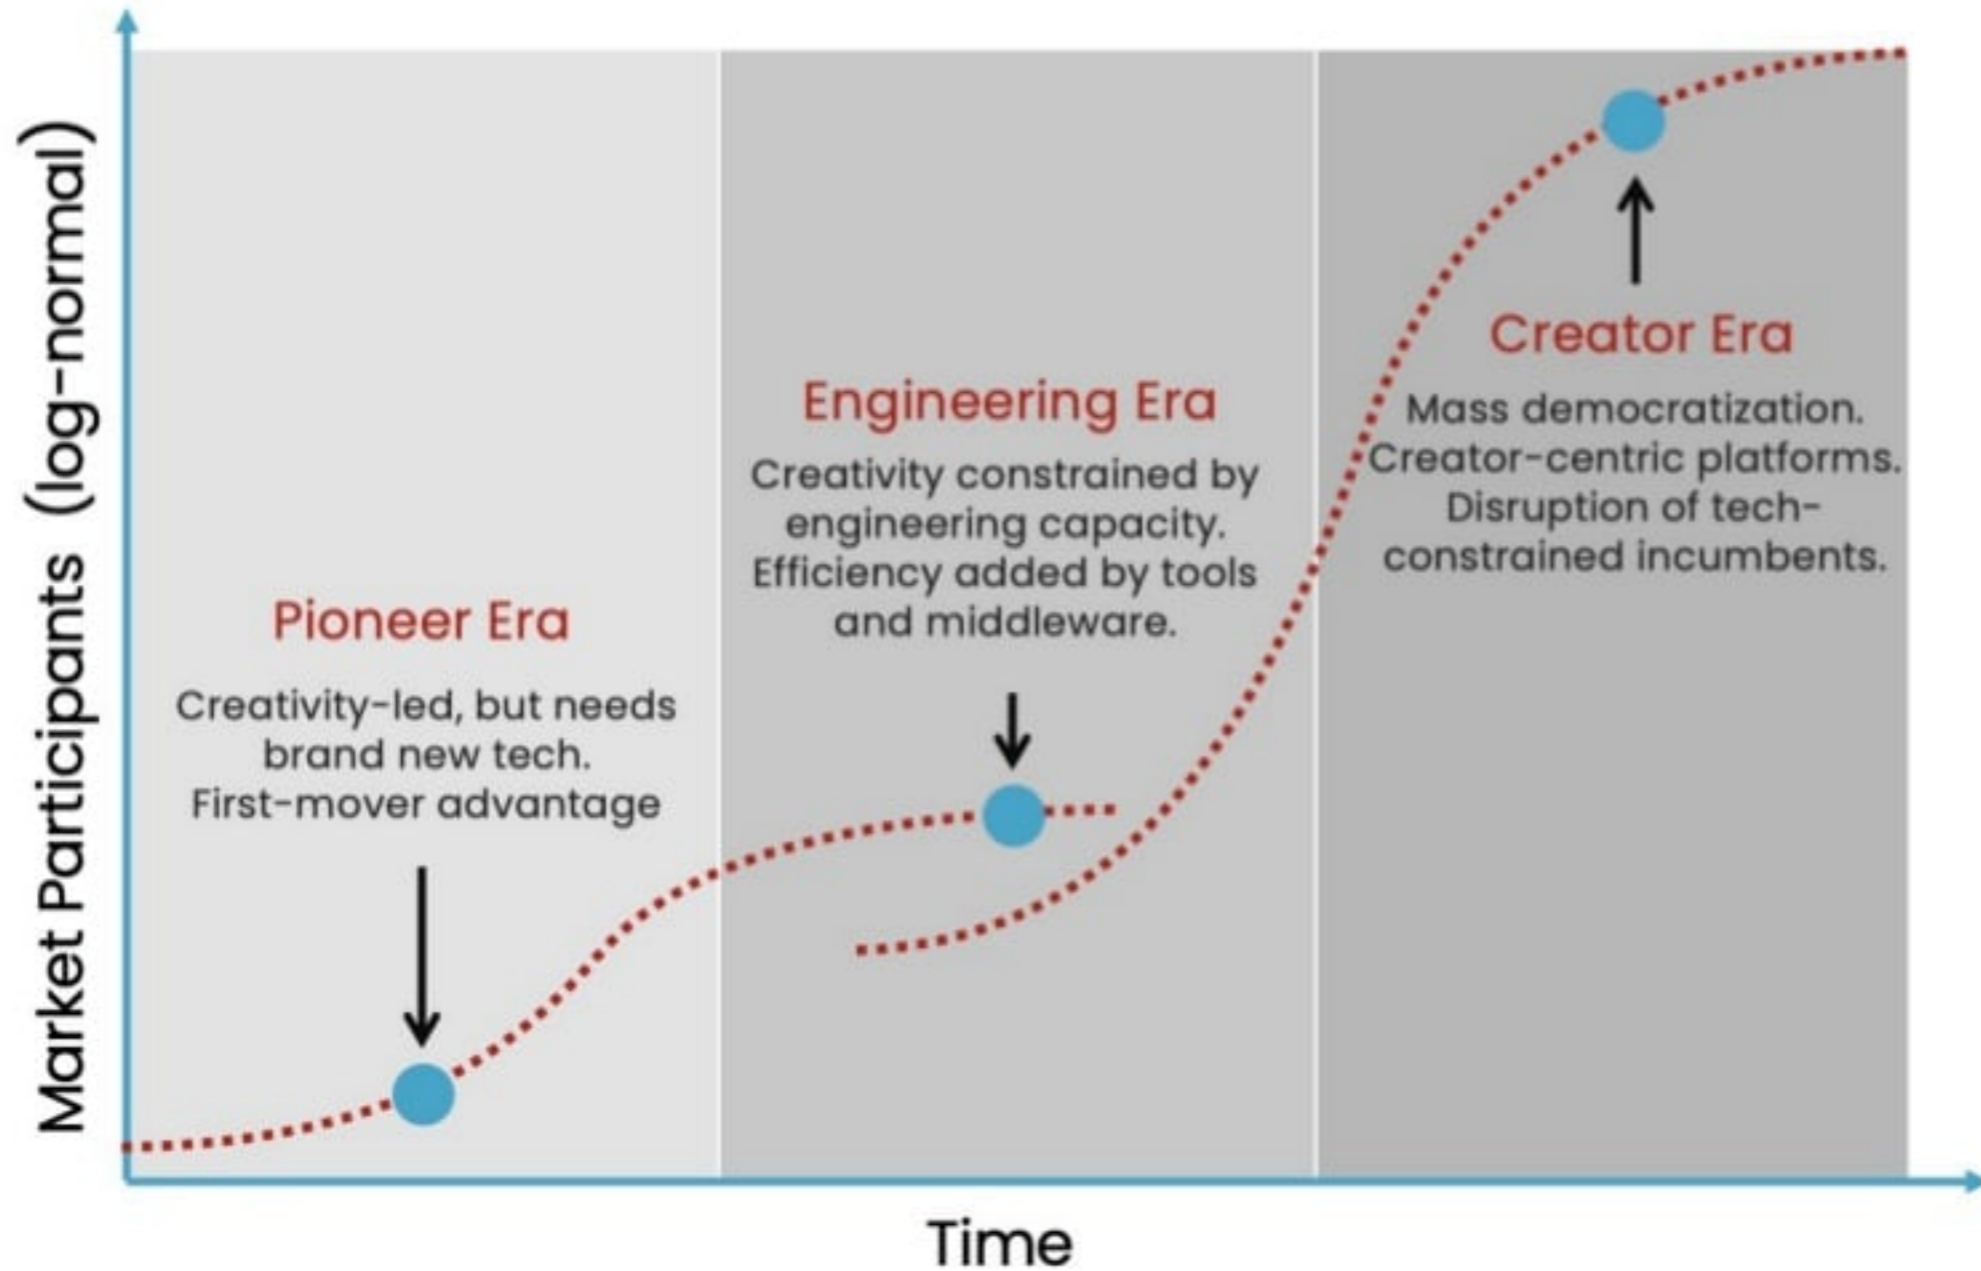 Market Participants (log-normal)
Pioneer Era
Creativity-led, but needs
brand new tech.
First-mover advantage
Engineering Era
Creativity constrained by
engineering capacity.
Efficiency added by tools
and middleware.
Creator Era
Mass democratization.
Creator-centric platforms.
Disruption of tech-
constrained incumbents.
Time